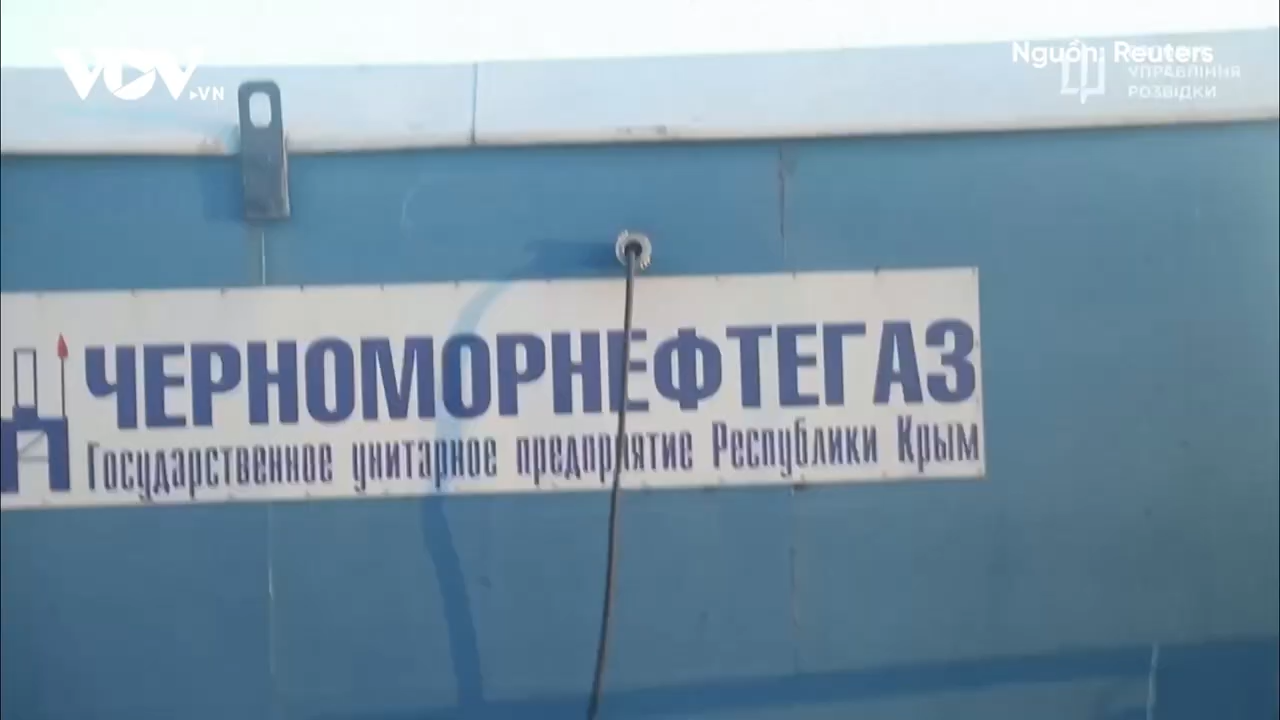 VOV.VN
Nguồn: Reuters
УПРАВЛІННЯ
РОЗВІДКИ
ЧЕРНОМОРНЕФТЕГАЗ
Государственное унитарное предприятие Республики Крым